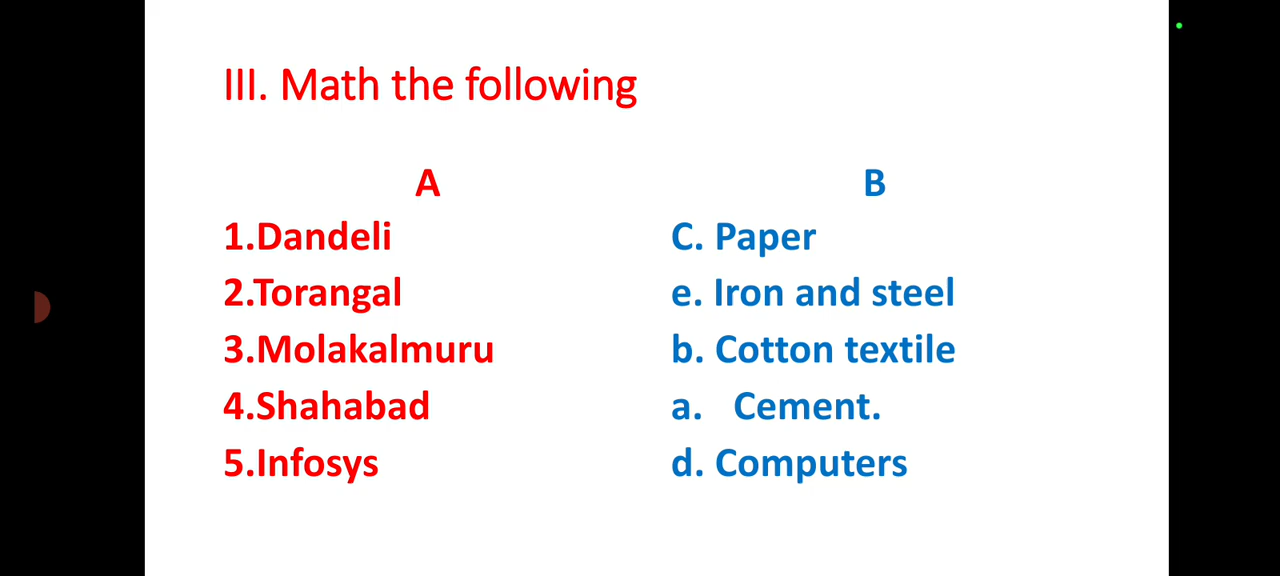 III. Math the following
A B
1.Dandeli C. Paper
2.Torangal e. Iron and steel
3.Molakalmuru b. Cotton textile
4.Shahabad a. Cement.
5.Infosys d. Computers